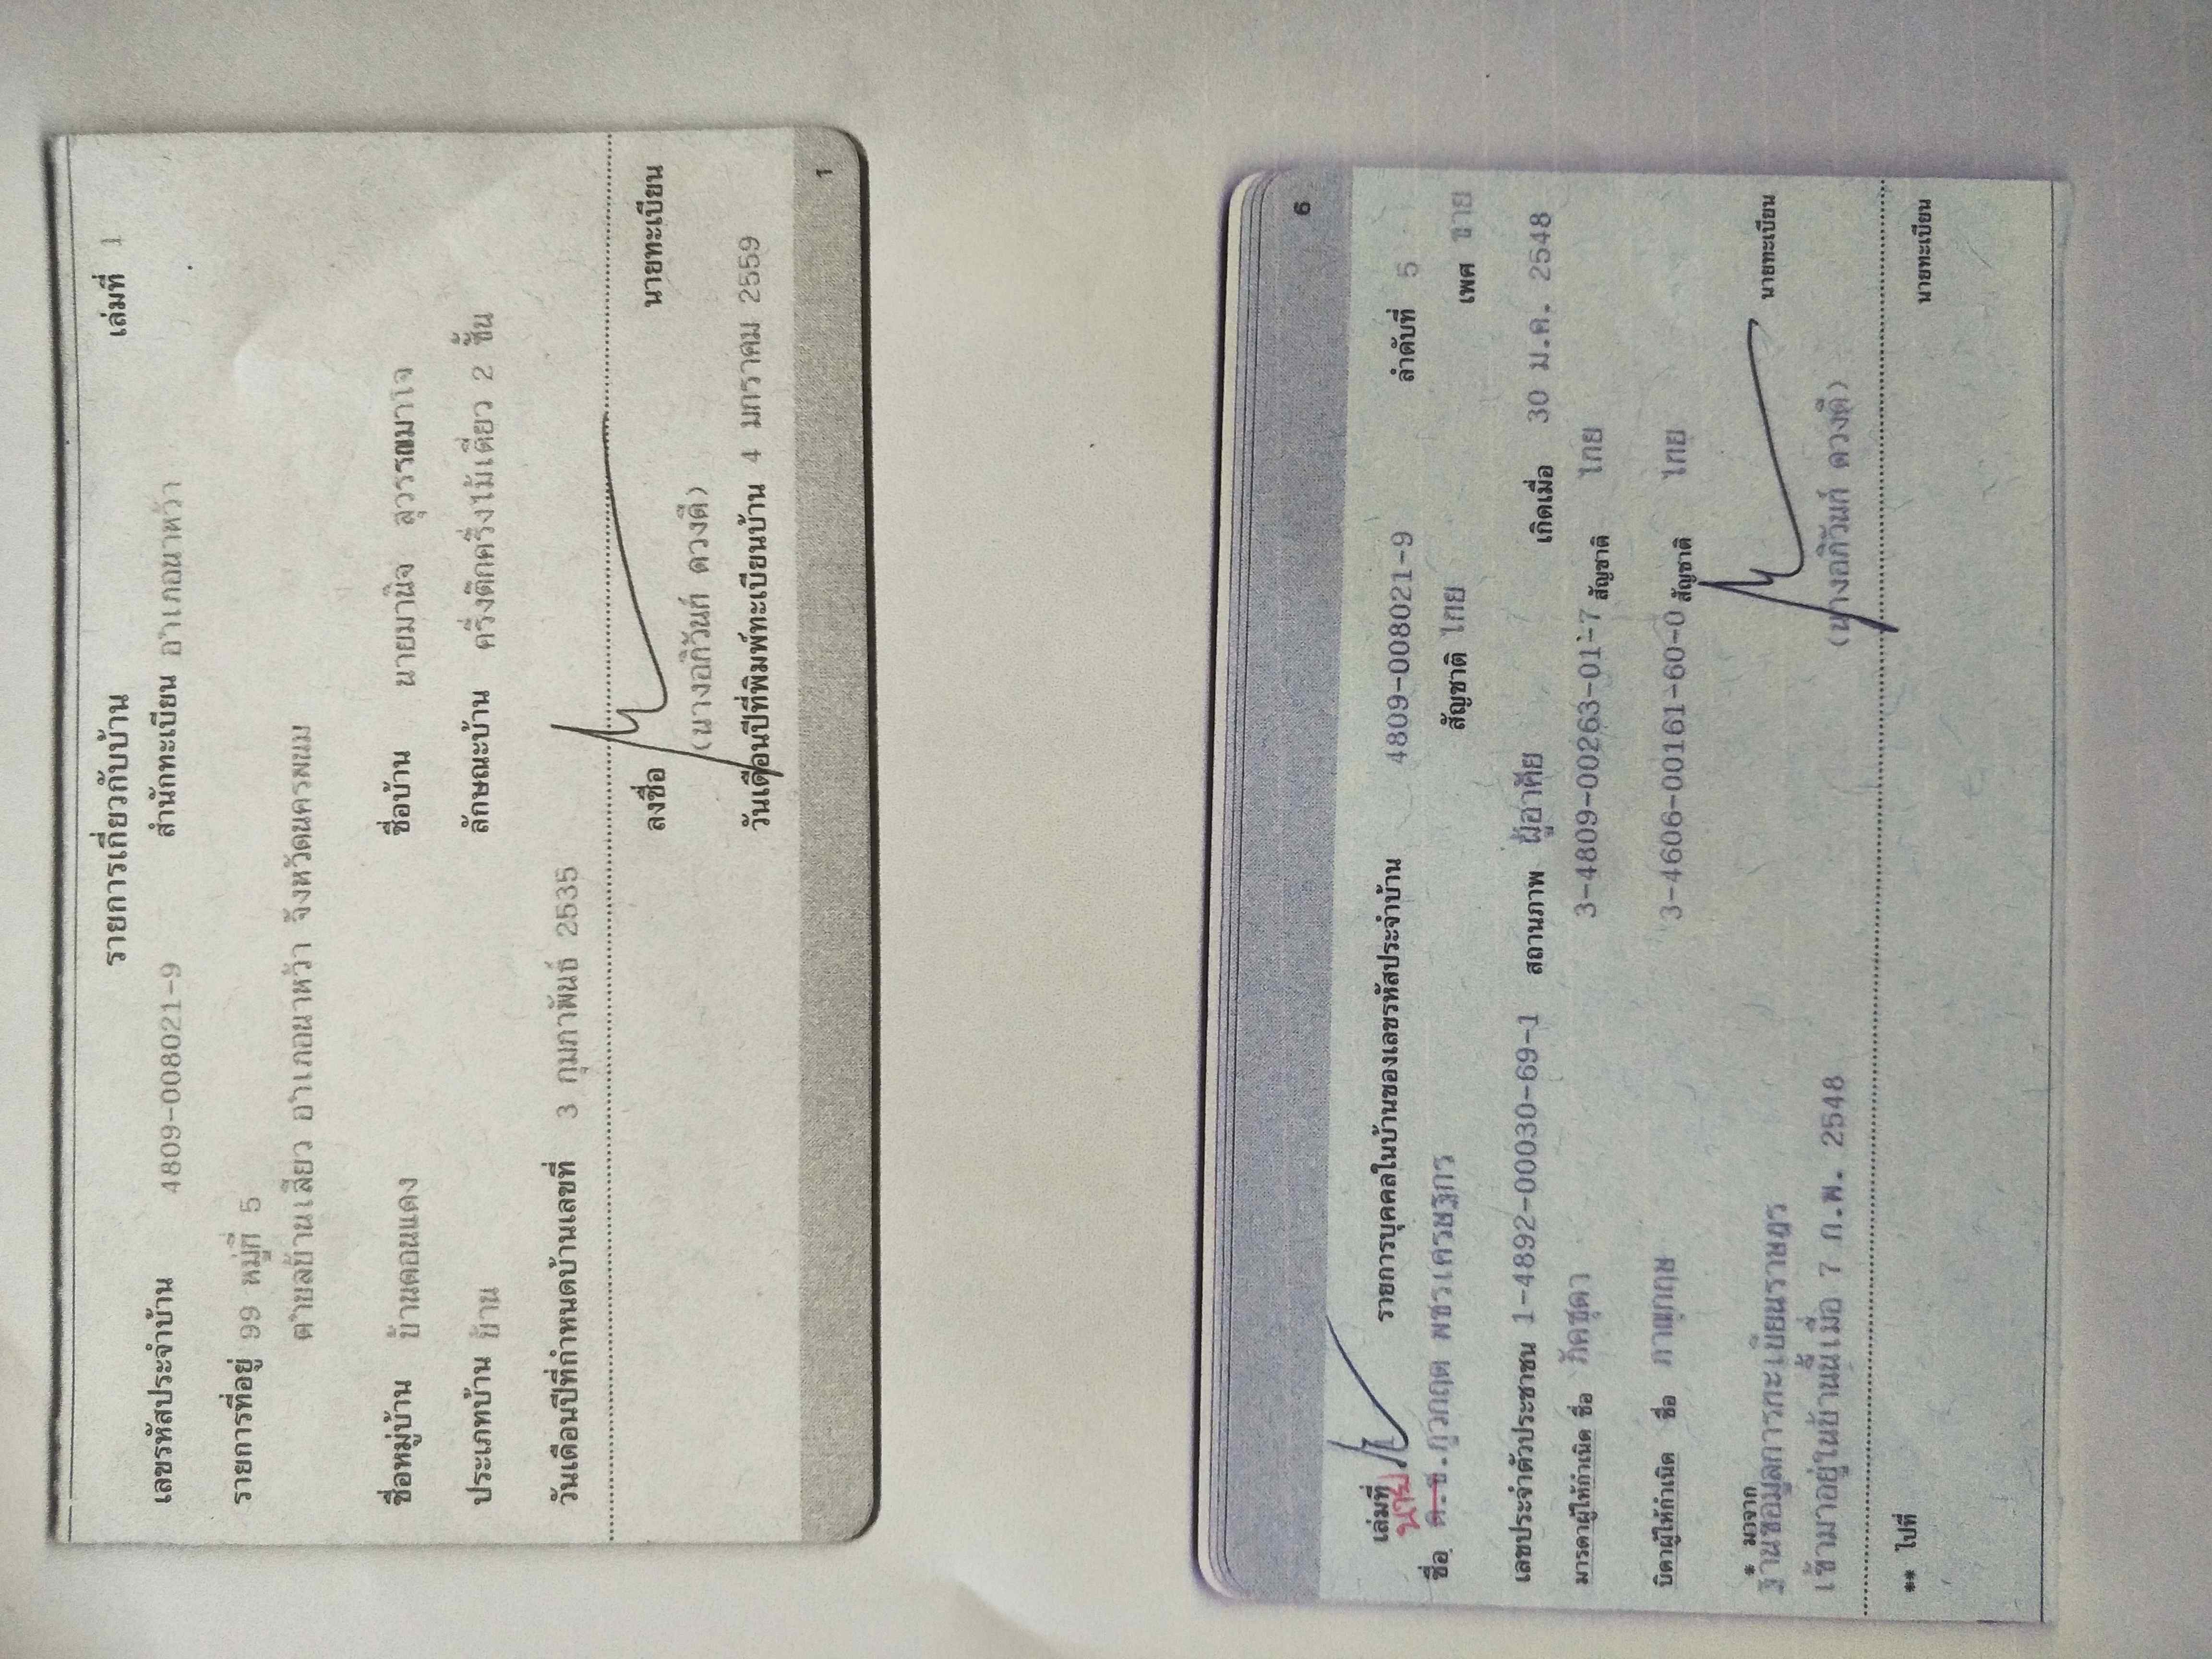 รายการเกี่ยวกับบ้าน เล่มที่ 1
เลขรหัสประจำบ้าน 4809-008021-9 สำนักทะเบียน อำเภอนาหว้า
รายการที่อยู่ 99 หมู่ที่ 5
ตำบลบ้านเสียว อำเภอนาหว้า จังหวัดนครพนม
ชื่อหมู่บ้าน บ้านดอนแดง ชื่อบ้าน นายมานิจ สุวรรณมาโจ
ประเภทบ้าน บ้าน ลักษณะบ้าน ครึ่งตึกครึ่งไม้เดี่ยว 2 ชั้น
วันเดือนปีที่กำหนดบ้านเลขที่ 3 กุมภาพันธ์ 2535
ลงชื่อ นายทะเบียน
(นางอภิวันท์ ดวงดี)
วันเดือนปีที่พิมพ์ทะเบียนบ้าน 4 มกราคม 2559
1
6
เล่มที่ รายการบุคคลในบ้านของเลขรหัสประจำบ้าน 4809-008021-9 ลำดับที่ 5
นาย
ชื่อ ด.ช.ภูวกฤต พชรเศรษฐกร สัญชาติ ไทย เพศ ชาย
เลขประจำตัวประชาชน 1-4892-00030-69-1 สถานภาพ ผู้อาศัย เกิดเมื่อ 30 ม.ค. 2548
มารดาผู้ให้กำเนิด ชื่อ ภัคชุดา 3-4809-00263-01-7 สัญชาติ ไทย
บิดาผู้ให้กำเนิด ชื่อ 3-4606-00161-60-0 สัญชาติ ไทย
* มาจาก
ฐานข้อมูลการทะเบียนราษฎร นายทะเบียน
เข้ามาอยู่ในบ้านนี้เมื่อ 7 ก.พ. 2548 (นางอภิวันท์ ดวงดี)
** ไปที่ นายทะเบียน